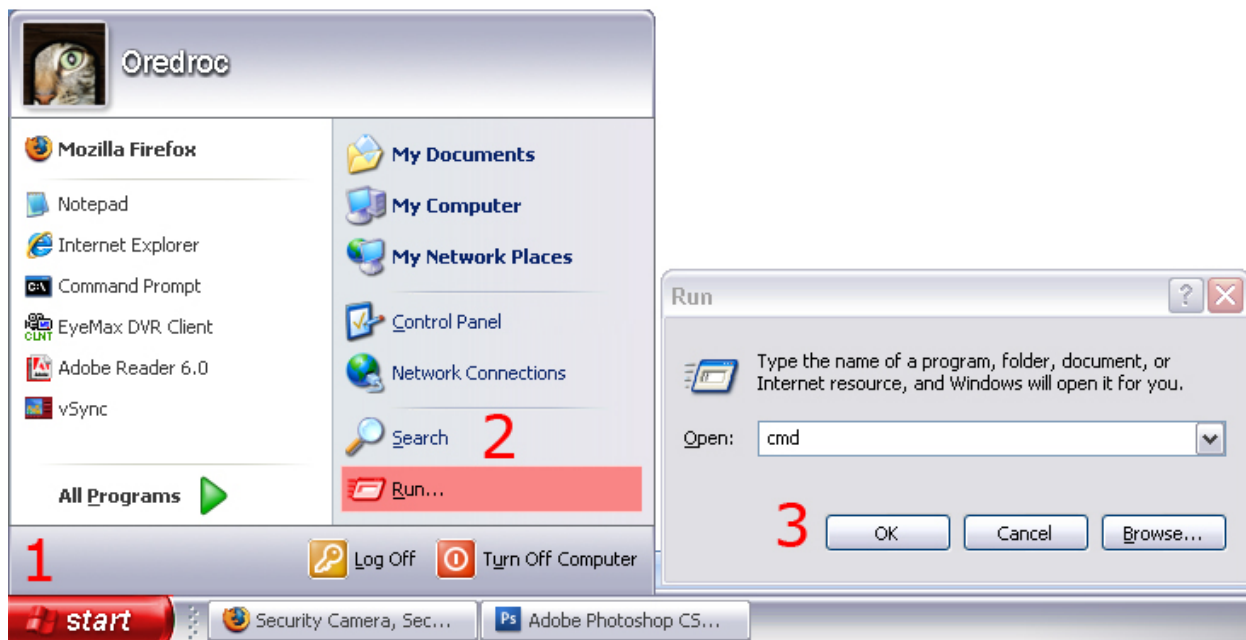 Oredroc
Mozilla Firefox
Notepad
Internet Explorer
Command Prompt
EyeMax DVR Client
Adobe Reader 6.0
vSync
All Programs
My Documents
My Computer
My Network Places
Control Panel
Network Connections
Search
2
Run...
1
Log Off
Turn Off Computer
start
Security Camera, Sec...
Adobe Photoshop CS...
Run
Type the name of a program, folder, document, or
Internet resource, and Windows will open it for you.
Open:
cmd
3
OK
Cancel
Browse...
C:\
CLNT
Ps
?